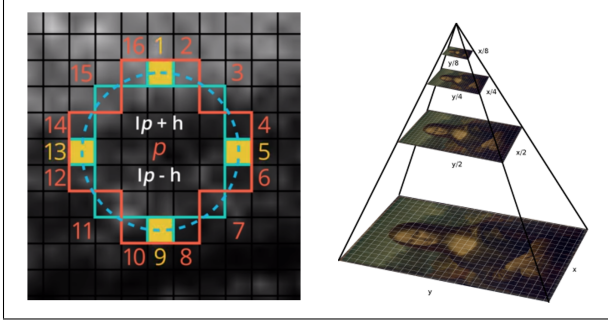 16 1 2
15 3
14 4
Ip + h
13 p 5
Ip - h
12 6
11 7
10 9 8
x/8
y/8
x/4
y/4
x/2
y/2
x
y